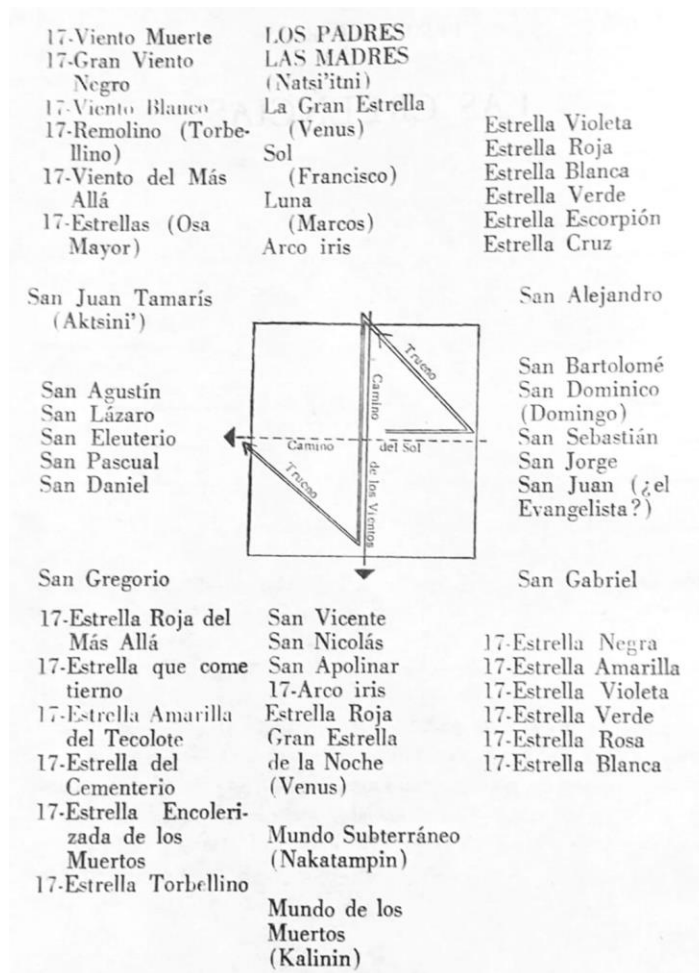 17-Viento Muerte
17-Gran Viento
Negro
17-Viento Blanco
17-Remolino (Torbe-
llino)
17-Viento del Más
Allá
17-Estrellas (Osa
Mayor)
LOS PADRES
LAS MADRES
(Natsi'itni)
La Gran Estrella
(Venus)
Sol
(Francisco)
Luna
(Marcos)
Arco iris
Estrella Violeta
Estrella Roja
Estrella Blanca
Estrella Verde
Estrella Escorpión
Estrella Cruz
San Juan Tamarís
(Aktsini')
San Alejandro
San Agustín
San Lázaro
San Eleuterio
San Pascual
San Daniel
Trueno
Camino
de los Vientos
Camino
del Sol
Trueno
San Bartolomé
San Dominico
(Domingo)
San Sebastián
San Jorge
San Juan (¿el
Evangelista?)
San Gregorio
San Gabriel
17-Estrella Roja del
Más Allá
17-Estrella que come
tierno
17-Estrella Amarilla
del Tecolote
17-Estrella del
Cementerio
17-Estrella Encoleri-
zada de los
Muertos
17-Estrella Torbellino
San Vicente
San Nicolás
San Apolinar
17-Arco iris
Estrella Roja
Gran Estrella
de la Noche
(Venus)
Mundo Subterráneo
(Nakatampin)
Mundo de los
Muertos
(Kalinin)
17-Estrella Negra
17-Estrella Amarilla
17-Estrella Violeta
17-Estrella Verde
17-Estrella Rosa
17-Estrella Blanca